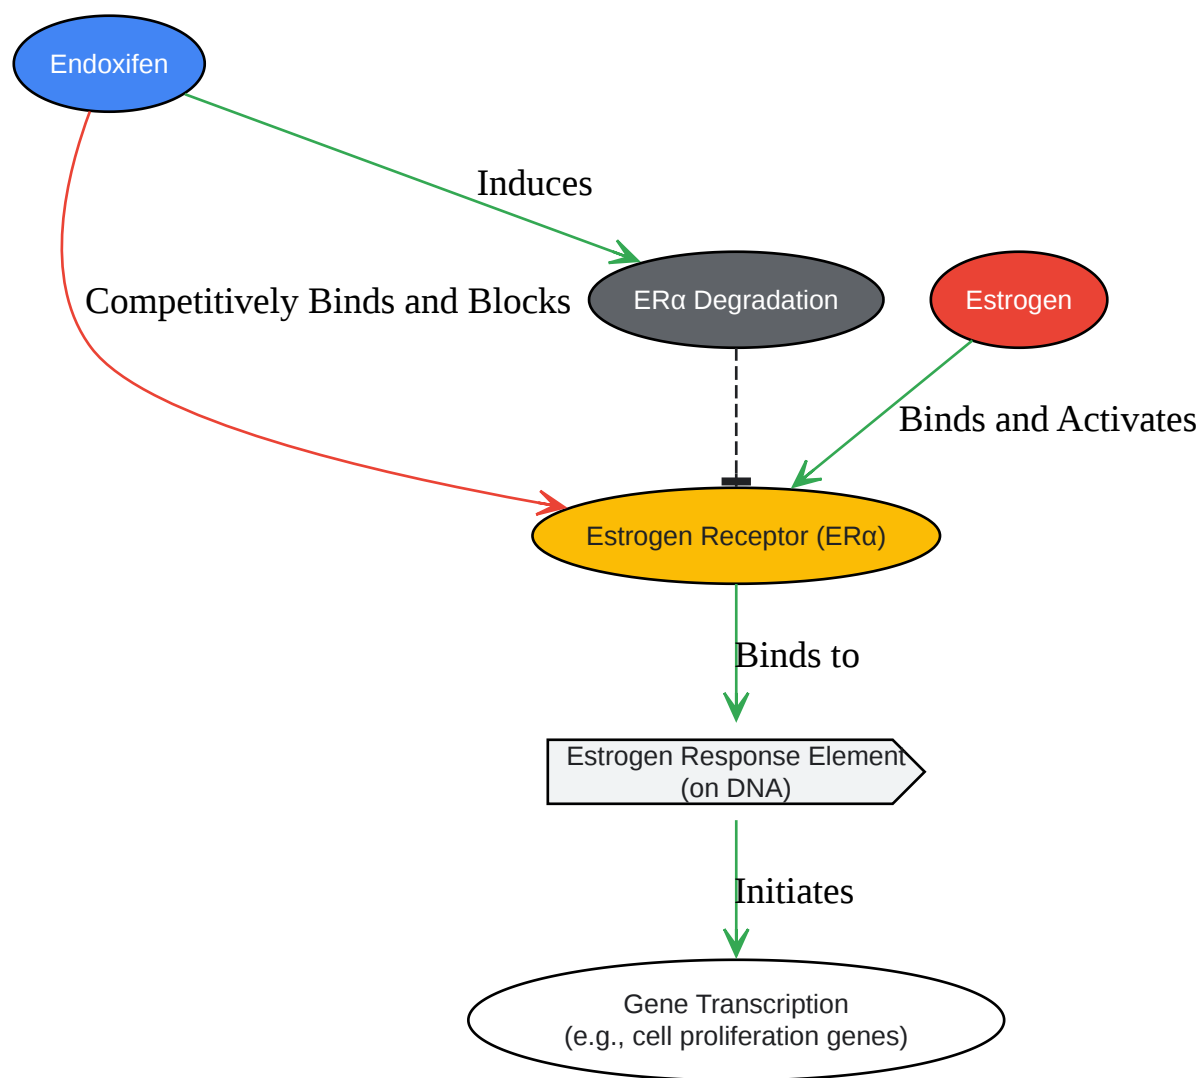 Endoxifen
Induces
Competitively Binds and Blocks
ERα Degradation
Estrogen
Binds and Activates
Estrogen Receptor (ERα)
Binds to
Estrogen Response Element
(on DNA)
Initiates
Gene Transcription
(e.g., cell proliferation genes)